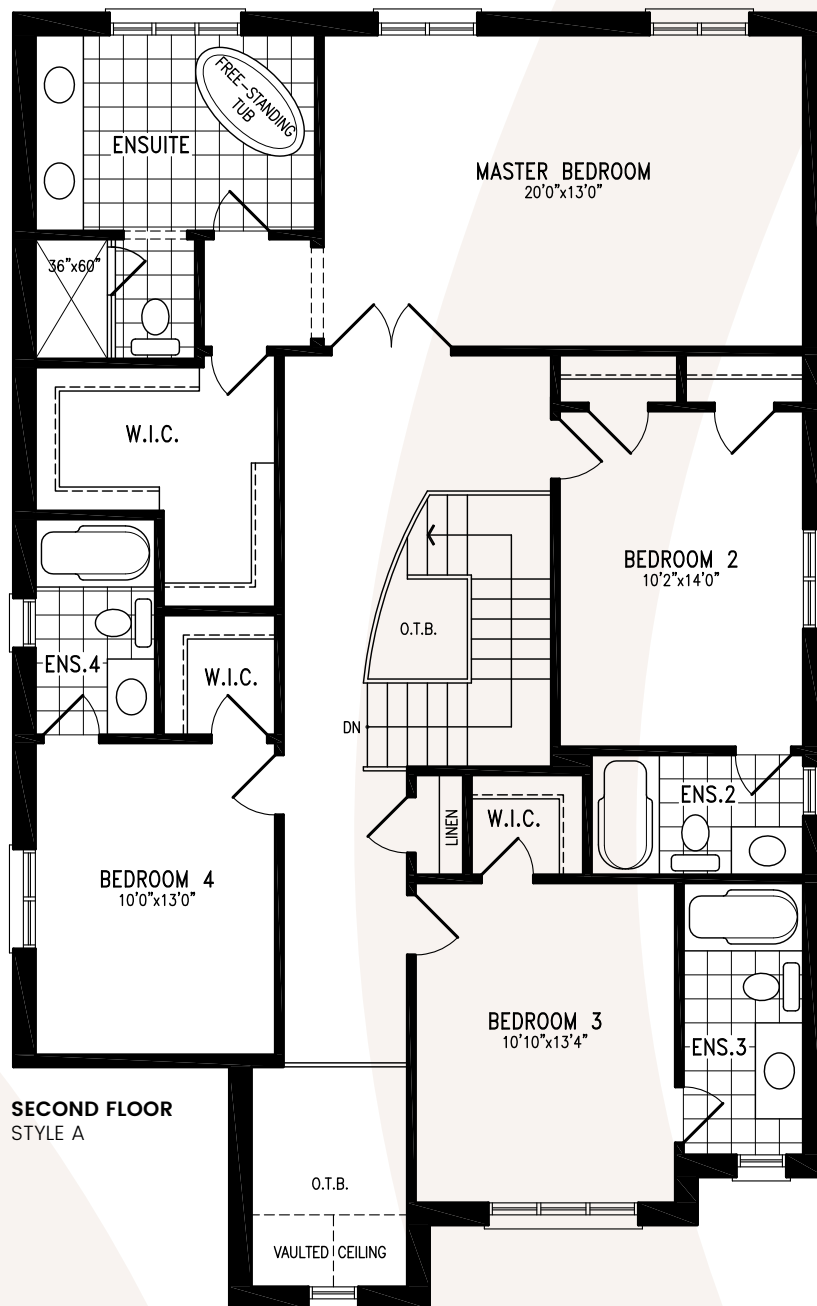 FREE-STANDING
TUB
ENSUITE
MASTER BEDROOM
20'0"x13'0"
36"x60"
W.I.C.
BEDROOM 2
10'2"x14'0"
O.T.B.
ENS.4
W.I.C.
DN
ENS.2
LINEN
W.I.C.
BEDROOM 4
10'0"x13'0"
BEDROOM 3
10'10"x13'4"
ENS.3
SECOND FLOOR
STYLE A
O.T.B.
VAULTED CEILING